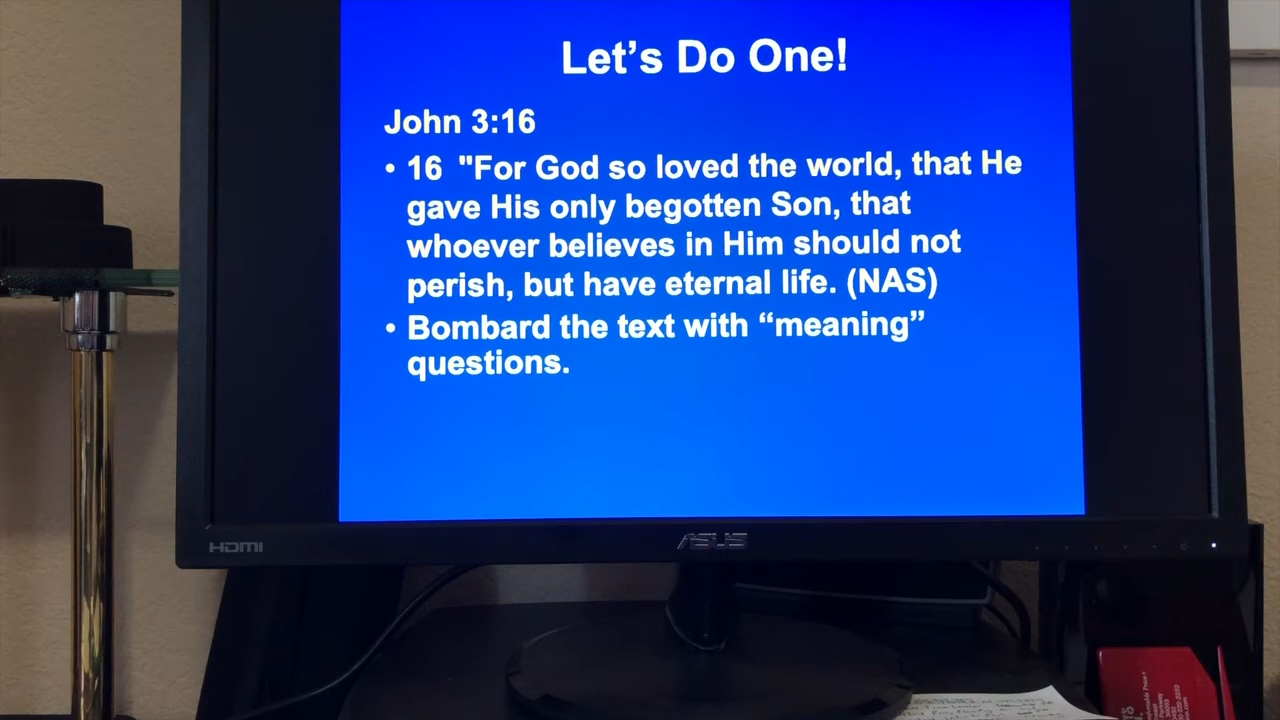 Let’s Do One!
John 3:16
• 16 "For God so loved the world, that He
gave His only begotten Son, that
whoever believes in Him should not
perish, but have eternal life. (NAS)
• Bombard the text with “meaning”
questions.
HDMI
ASUS